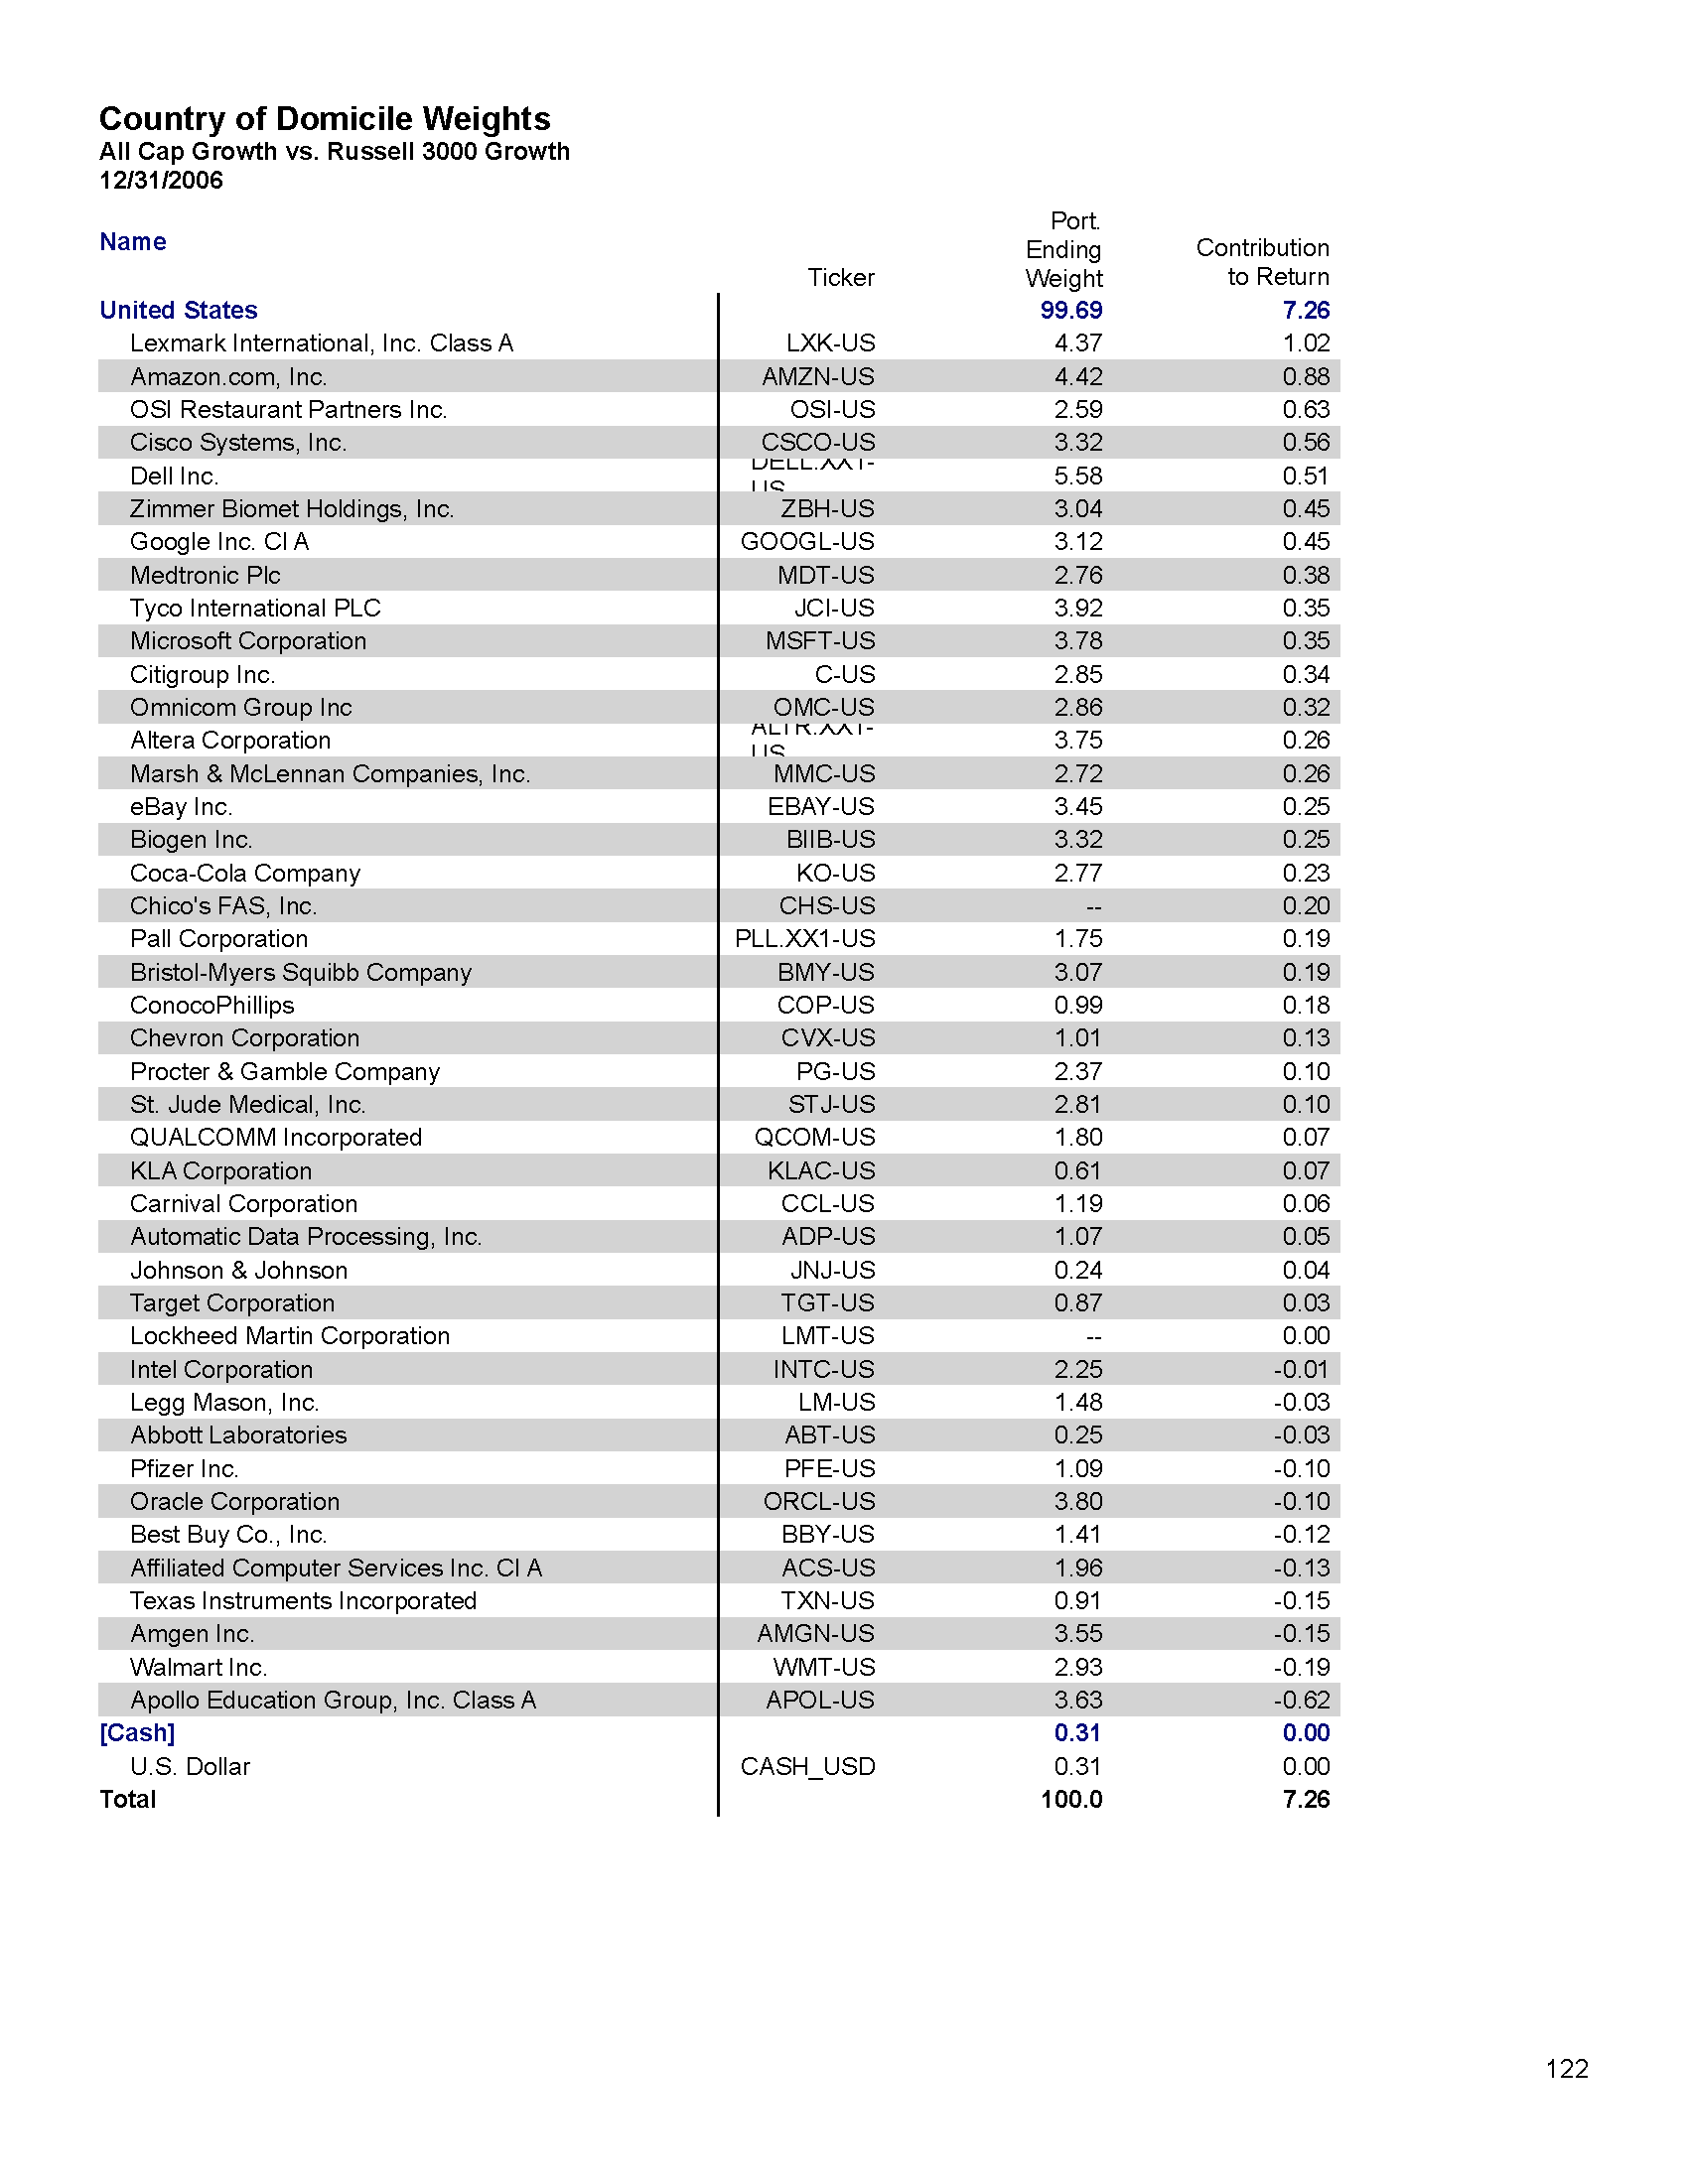 Country of Domicile Weights
All Cap Growth vs. Russell 3000 Growth
12/31/2006
Name Ticker Port. Ending Weight Contribution to Return
United States 99.69 7.26
Lexmark International, Inc. Class A LXK-US 4.37 1.02
Amazon.com, Inc. AMZN-US 4.42 0.88
OSI Restaurant Partners Inc. OSI-US 2.59 0.63
Cisco Systems, Inc. CSCO-US 3.32 0.56
Dell Inc. DELL.XX1-US 5.58 0.51
Zimmer Biomet Holdings, Inc. ZBH-US 3.04 0.45
Google Inc. Cl A GOOGL-US 3.12 0.45
Medtronic Plc MDT-US 2.76 0.38
Tyco International PLC JCI-US 3.92 0.35
Microsoft Corporation MSFT-US 3.78 0.35
Citigroup Inc. C-US 2.85 0.34
Omnicom Group Inc OMC-US 2.86 0.32
Altera Corporation ALTR.XX1-US 3.75 0.26
Marsh & McLennan Companies, Inc. MMC-US 2.72 0.26
eBay Inc. EBAY-US 3.45 0.25
Biogen Inc. BIIB-US 3.32 0.25
Coca-Cola Company KO-US 2.77 0.23
Chico's FAS, Inc. CHS-US -- 0.20
Pall Corporation PLL.XX1-US 1.75 0.19
Bristol-Myers Squibb Company BMY-US 3.07 0.19
ConocoPhillips COP-US 0.99 0.18
Chevron Corporation CVX-US 1.01 0.13
Procter & Gamble Company PG-US 2.37 0.10
St. Jude Medical, Inc. STJ-US 2.81 0.10
QUALCOMM Incorporated QCOM-US 1.80 0.07
KLA Corporation KLAC-US 0.61 0.07
Carnival Corporation CCL-US 1.19 0.06
Automatic Data Processing, Inc. ADP-US 1.07 0.05
Johnson & Johnson JNJ-US 0.24 0.04
Target Corporation TGT-US 0.87 0.03
Lockheed Martin Corporation LMT-US -- 0.00
Intel Corporation INTC-US 2.25 -0.01
Legg Mason, Inc. LM-US 1.48 -0.03
Abbott Laboratories ABT-US 0.25 -0.03
Pfizer Inc. PFE-US 1.09 -0.10
Oracle Corporation ORCL-US 3.80 -0.10
Best Buy Co., Inc. BBY-US 1.41 -0.12
Affiliated Computer Services Inc. Cl A ACS-US 1.96 -0.13
Texas Instruments Incorporated TXN-US 0.91 -0.15
Amgen Inc. AMGN-US 3.55 -0.15
Walmart Inc. WMT-US 2.93 -0.19
Apollo Education Group, Inc. Class A APOL-US 3.63 -0.62
[Cash] 0.31 0.00
U.S. Dollar CASH_USD 0.31 0.00
Total 100.0 7.26
122